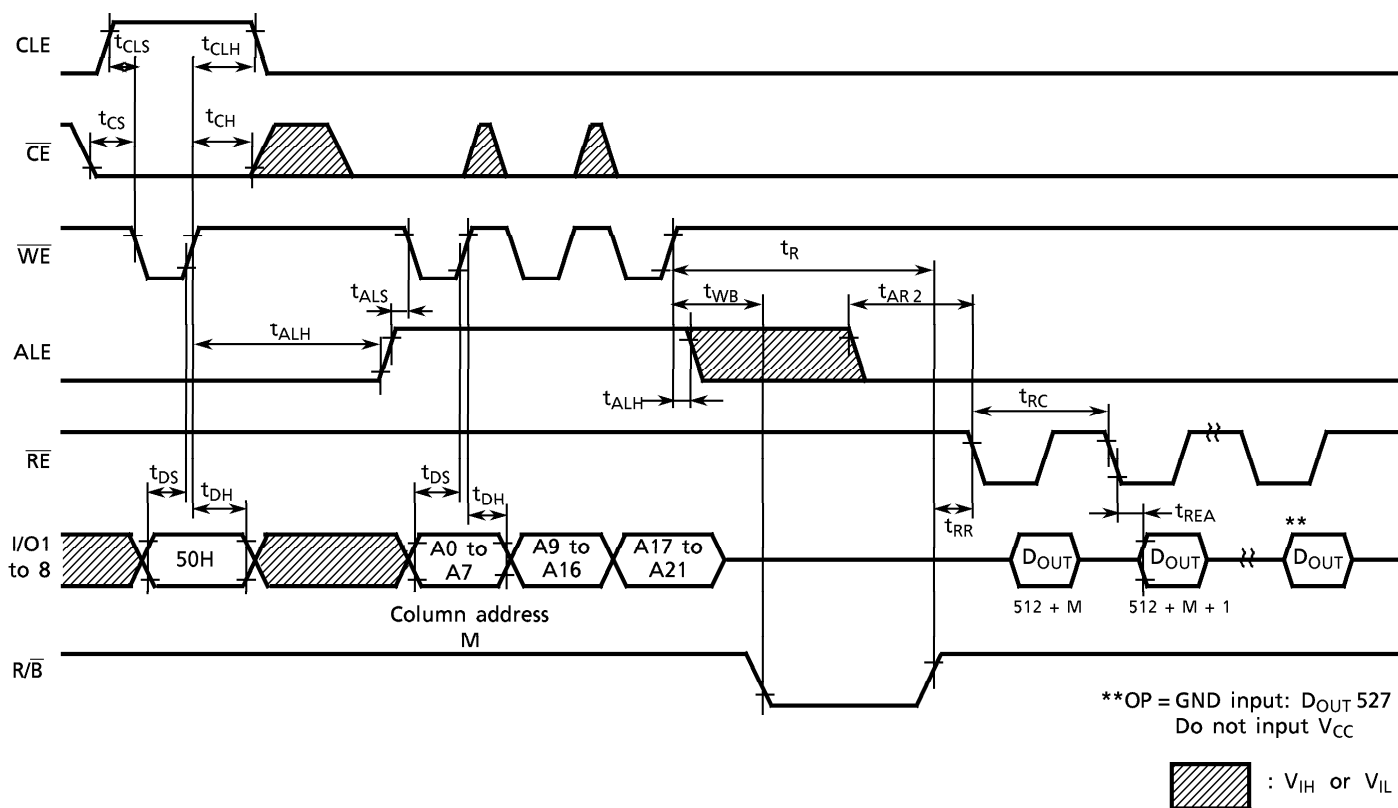 CLE
tCLS
tCLH
CE
tCS
tCH
WE
tR
tALS
tWB
tAR2
ALE
tALH
tALH
tRC
RE
tDS
tDH
tDS
tDH
tRR
tREA
**
I/O1
to 8
50H
A0 to
A7
A9 to
A16
A17 to
A21
DOUT
DOUT
DOUT
512 + M
512 + M + 1
Column address
M
R/B
**OP = GND input: DOUT 527
Do not input VCC
: VIH or VIL